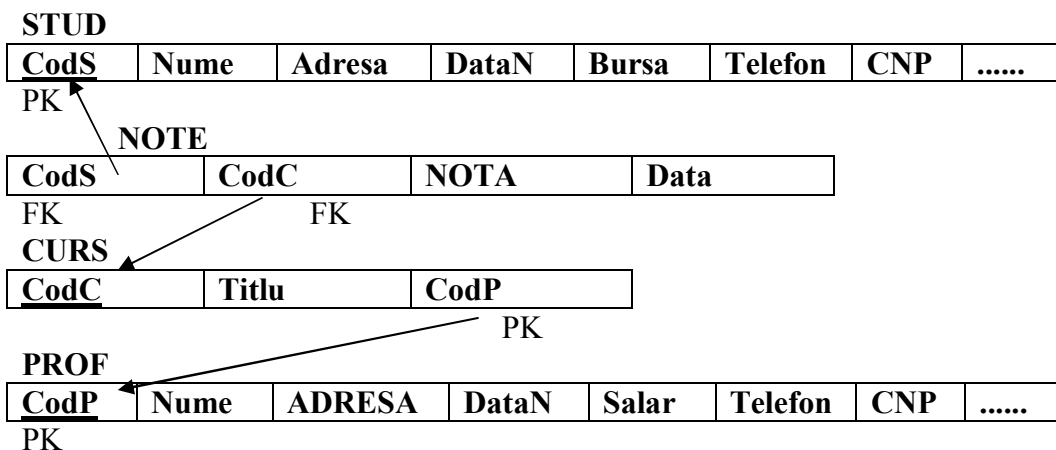 STUD
CodS Nume Adresa DataN Bursa Telefon CNP ......
PK
NOTE
CodS CodC NOTA Data
FK FK
CURS
CodC Titlu CodP
PK
PROF
CodP Nume ADRESA DataN Salar Telefon CNP ......
PK